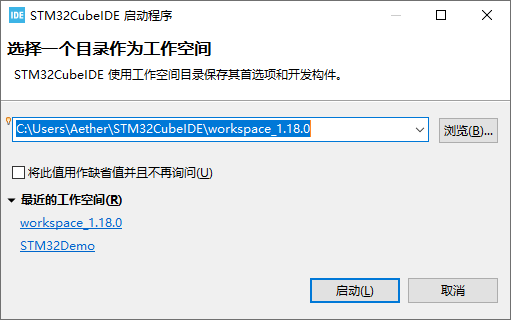 IDE STM32CubeIDE 启动程序
选择一个目录作为工作空间
STM32CubeIDE 使用工作空间目录保存其首选项和开发构件。
C:\Users\Aether\STM32CubeIDE\workspace_1.18.0 浏览(B)...
将此值用作缺省值并且不再询问(U)
最近的工作空间(R)
workspace_1.18.0
STM32Demo
启动(L) 取消